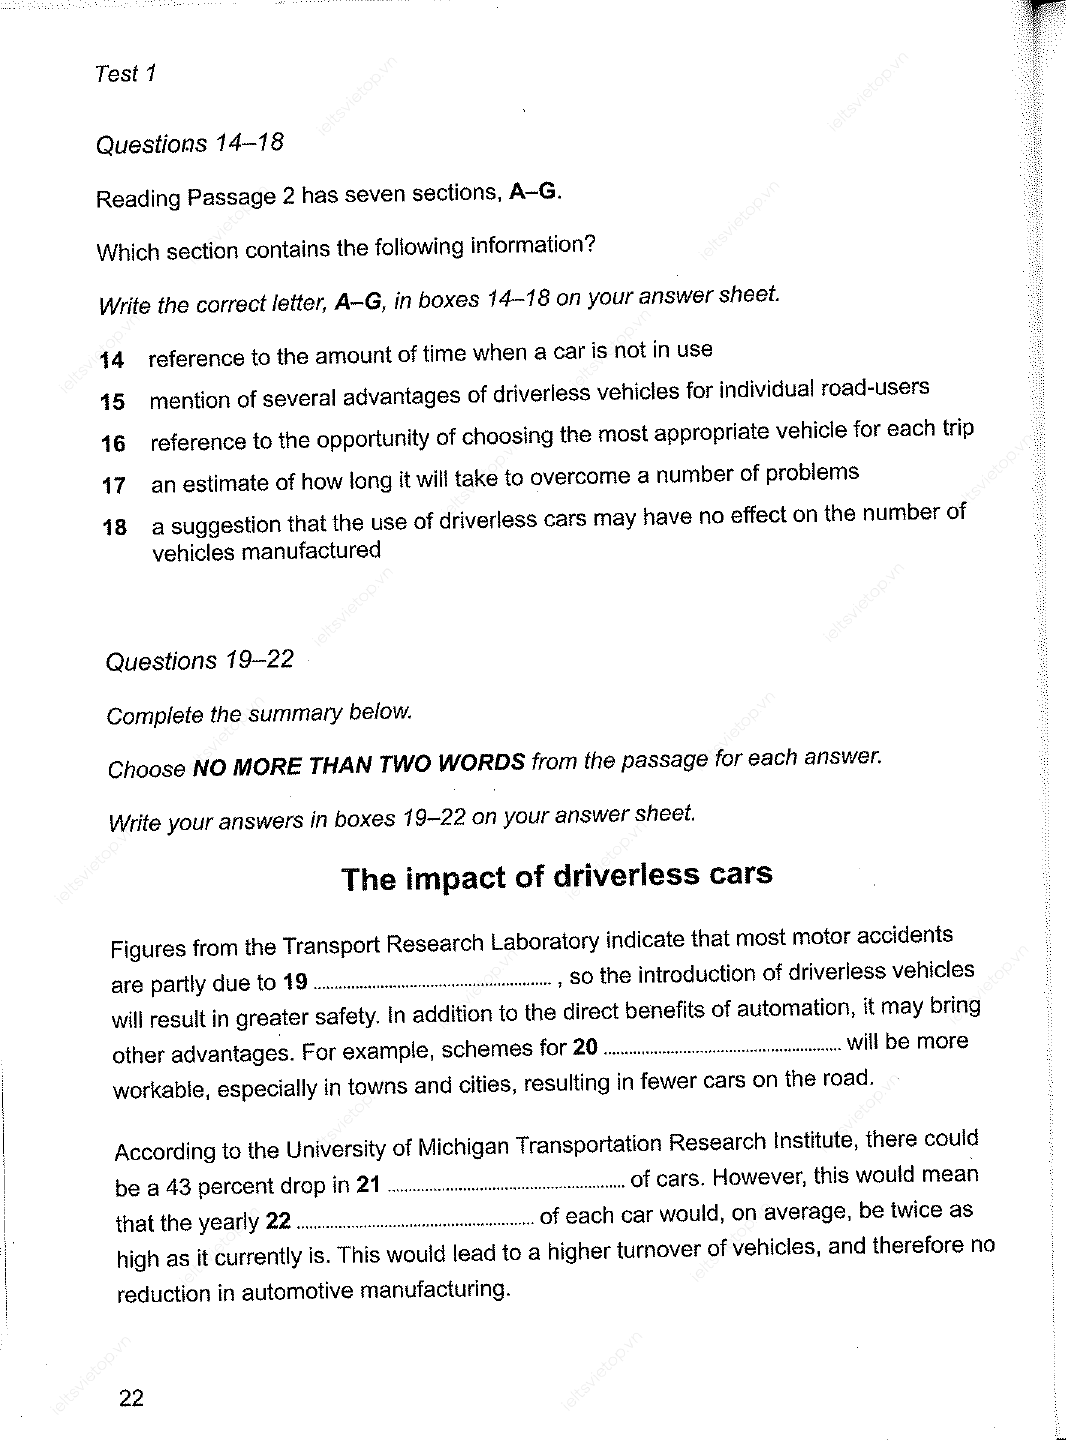 Test 1
Questions 14–18
Reading Passage 2 has seven sections, A–G.
Which section contains the following information?
Write the correct letter, A–G, in boxes 14–18 on your answer sheet.
14 reference to the amount of time when a car is not in use
15 mention of several advantages of driverless vehicles for individual road-users
16 reference to the opportunity of choosing the most appropriate vehicle for each trip
17 an estimate of how long it will take to overcome a number of problems
18 a suggestion that the use of driverless cars may have no effect on the number of
vehicles manufactured
Questions 19–22
Complete the summary below.
Choose NO MORE THAN TWO WORDS from the passage for each answer.
Write your answers in boxes 19–22 on your answer sheet.
The impact of driverless cars
Figures from the Transport Research Laboratory indicate that most motor accidents
are partly due to 19 ........................ , so the introduction of driverless vehicles
will result in greater safety. In addition to the direct benefits of automation, it may bring
other advantages. For example, schemes for 20 ........................ will be more
workable, especially in towns and cities, resulting in fewer cars on the road.
According to the University of Michigan Transportation Research Institute, there could
be a 43 percent drop in 21 ........................ of cars. However, this would mean
that the yearly 22 ........................ of each car would, on average, be twice as
high as it currently is. This would lead to a higher turnover of vehicles, and therefore no
reduction in automotive manufacturing.
22
ieltsvietop.vn